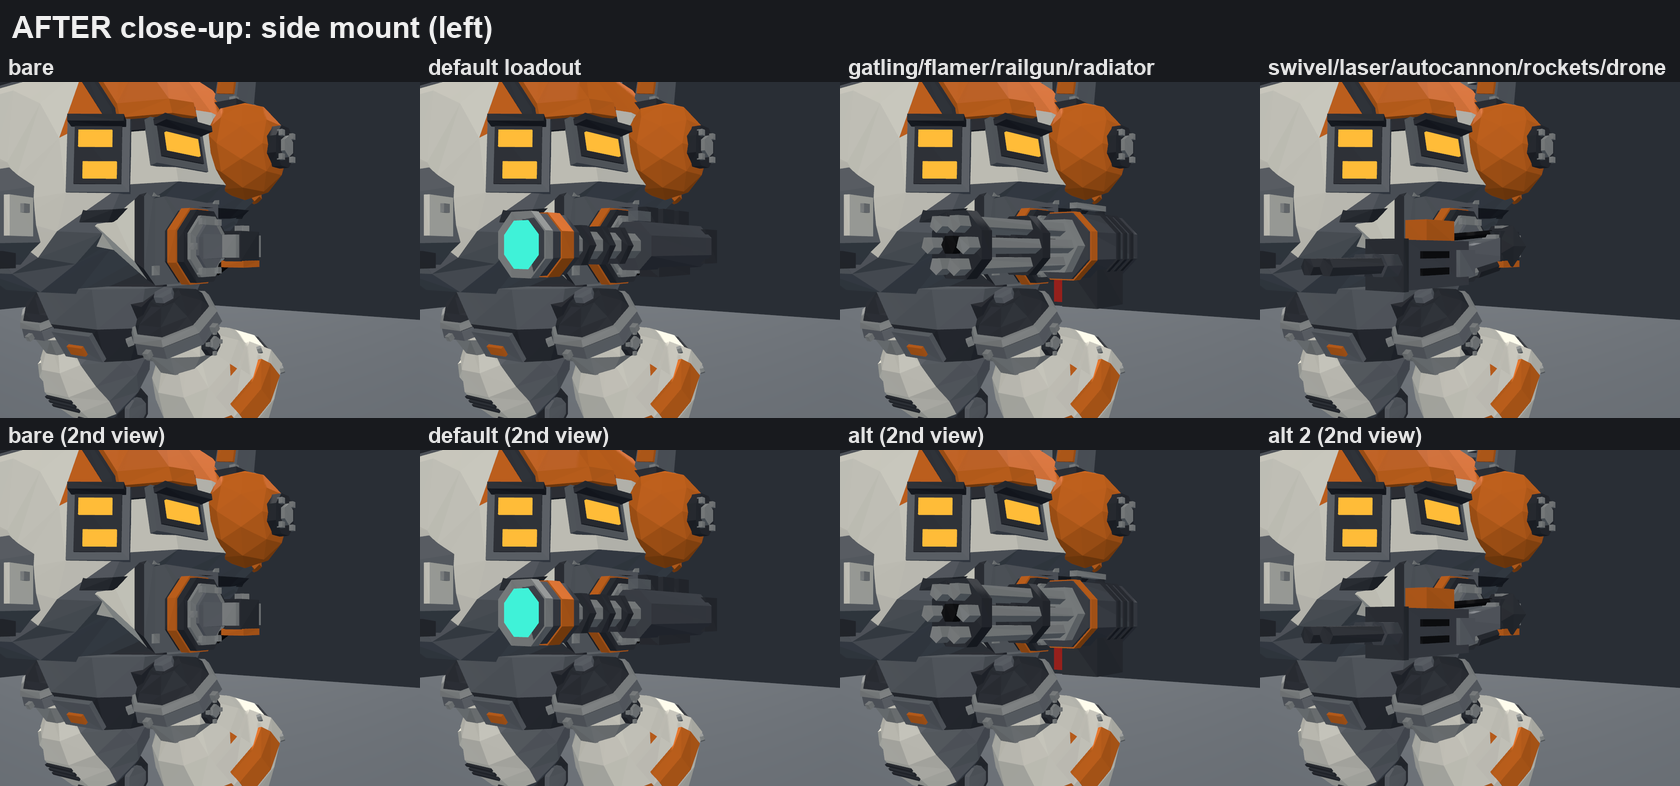 AFTER close-up: side mount (left)
bare
default loadout
gatling/flamer/railgun/radiator
swivel/laser/autocannon/rockets/drone
bare (2nd view)
default (2nd view)
alt (2nd view)
alt 2 (2nd view)